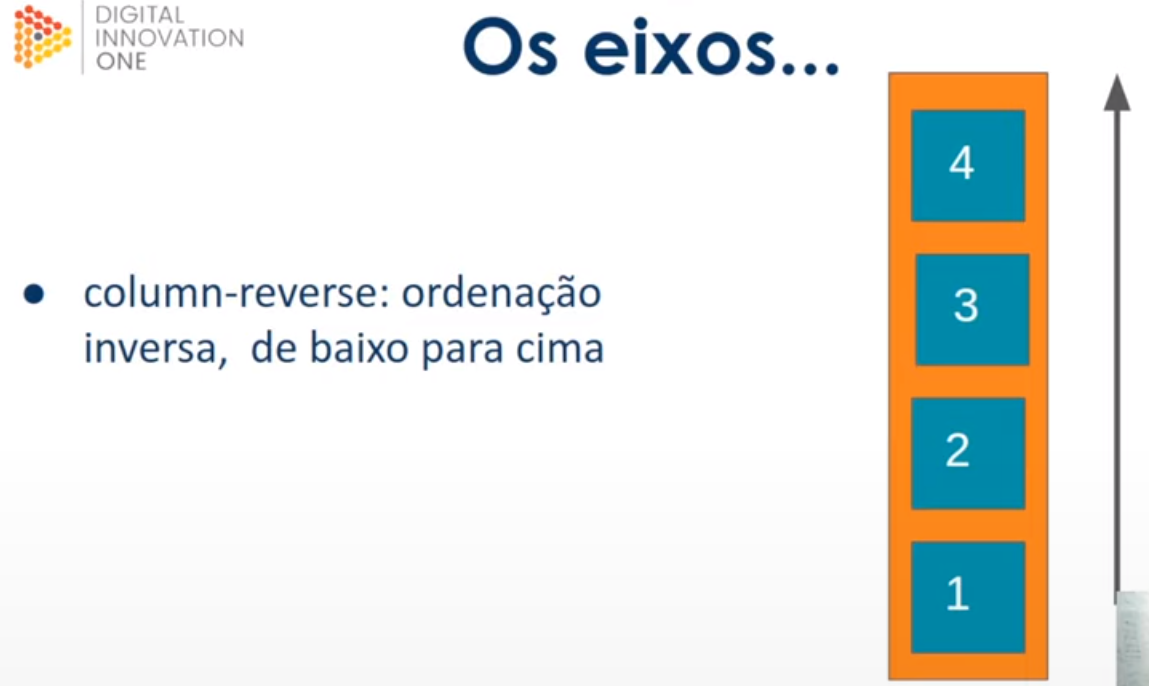 DIGITAL
INNOVATION
ONE
Os eixos...
● column-reverse: ordenação
inversa, de baixo para cima
4
3
2
1